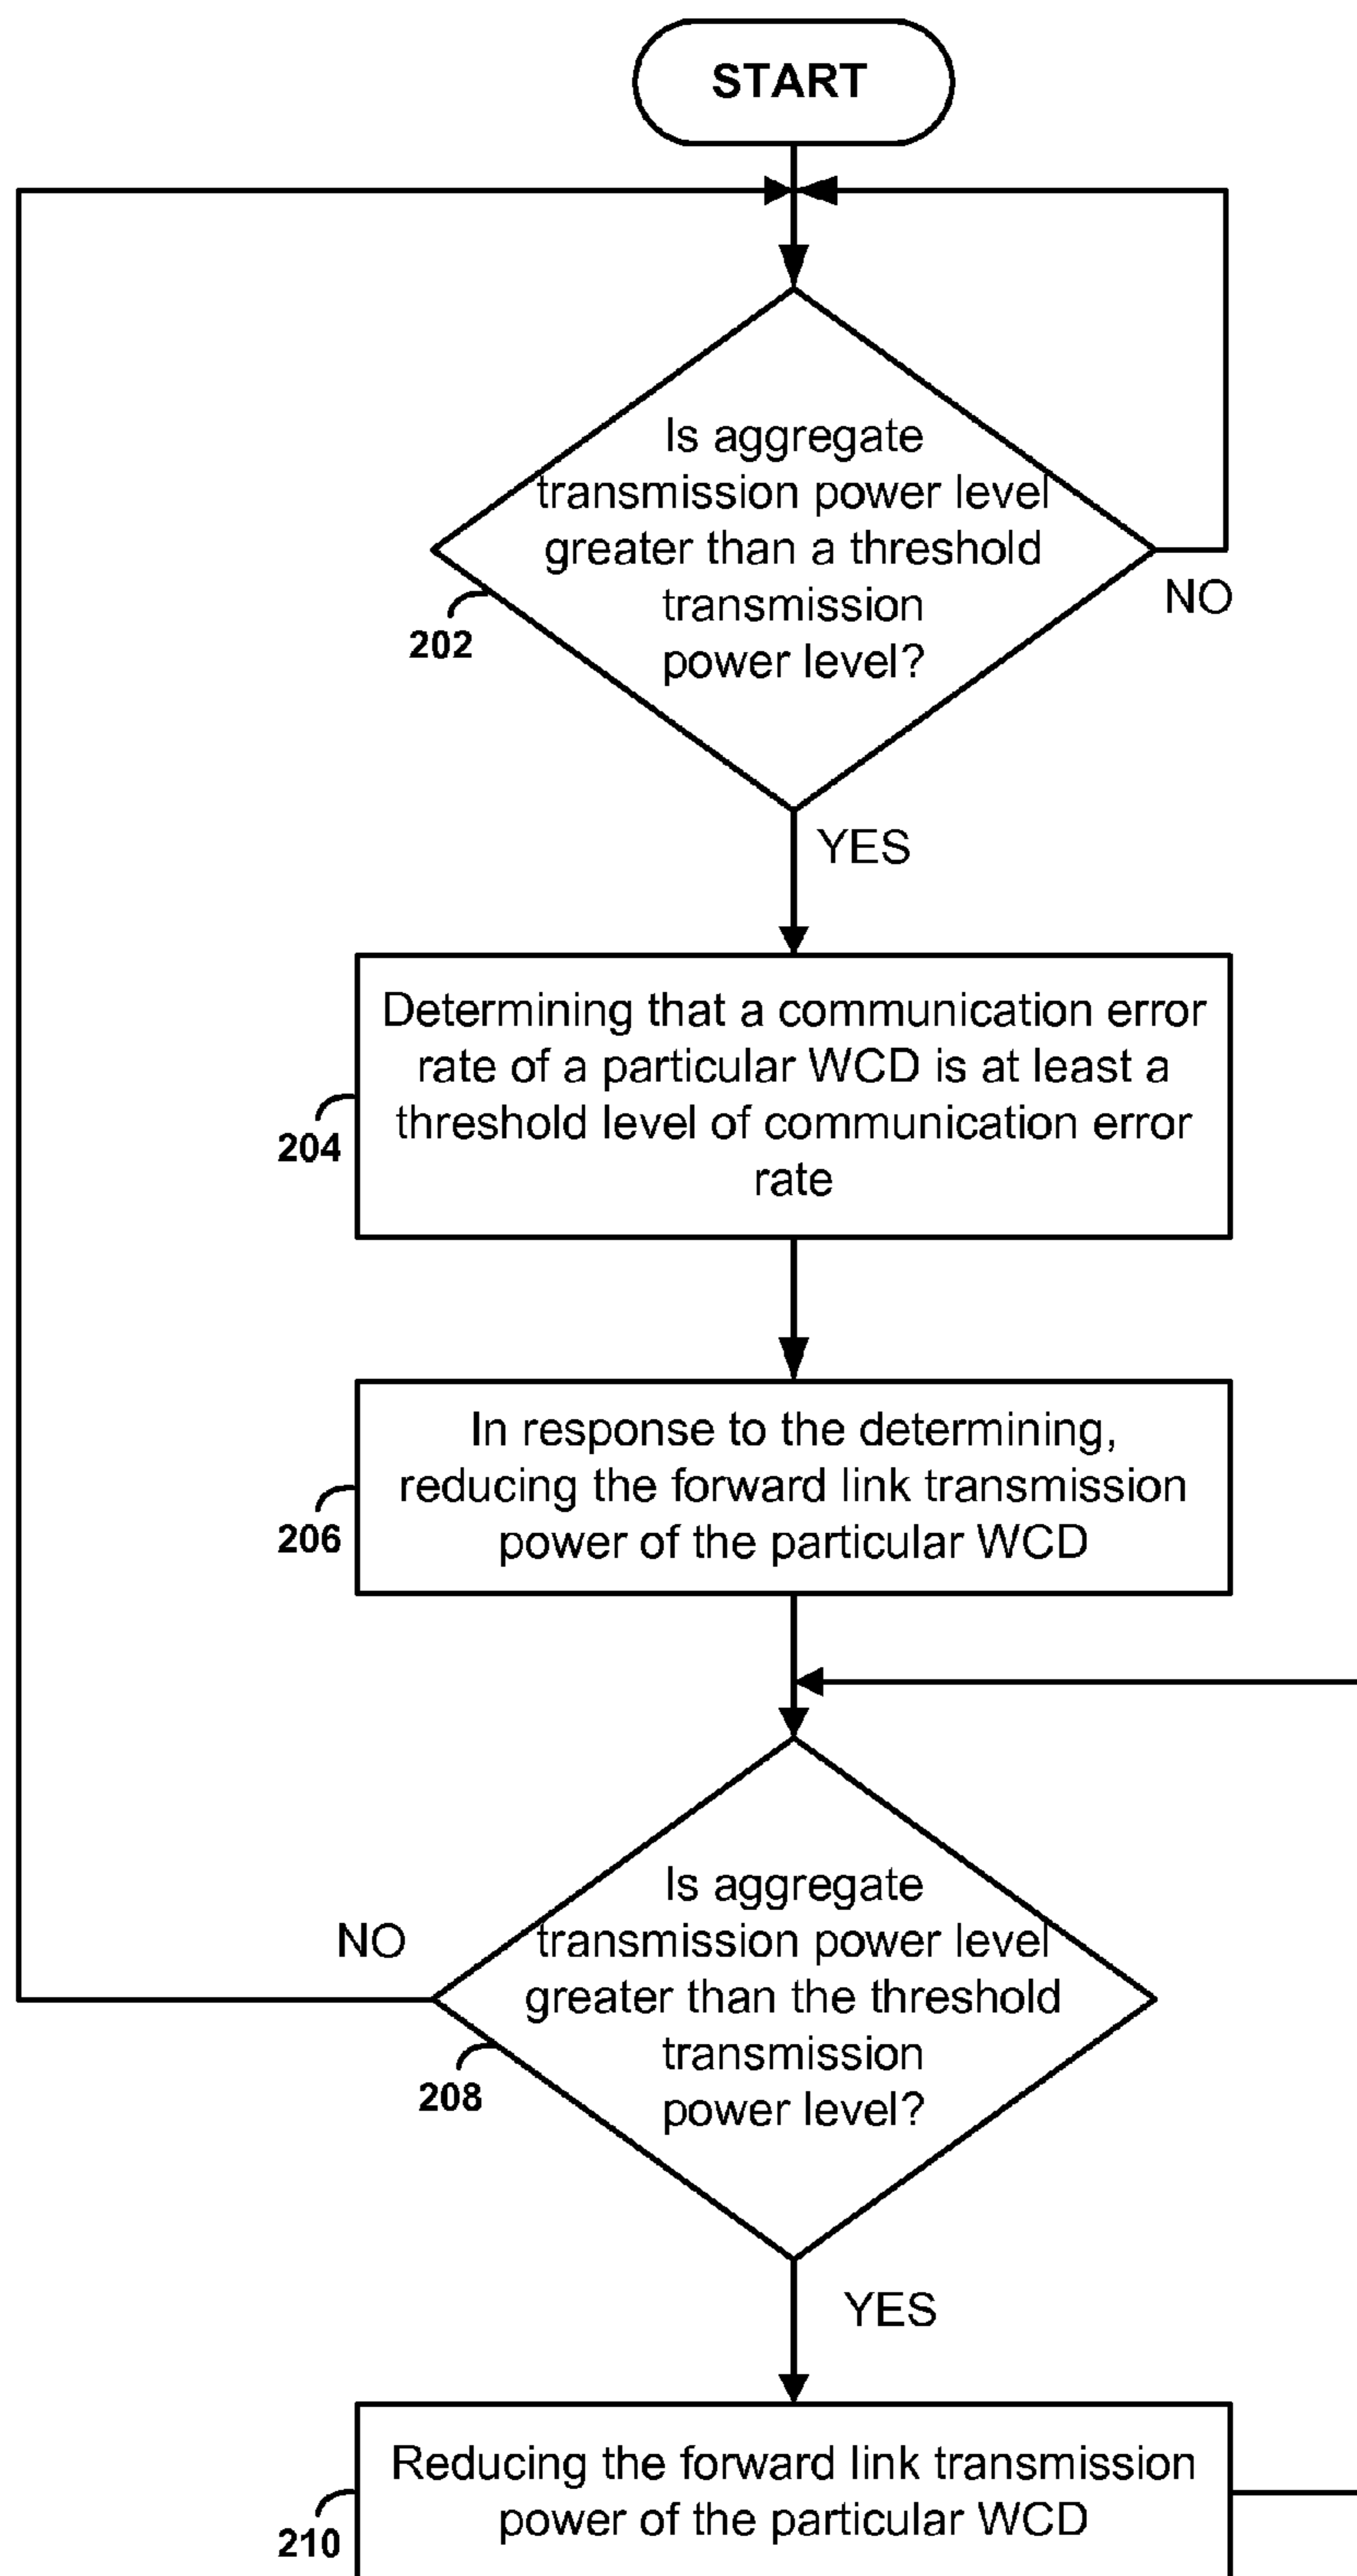 START
Is aggregate
transmission power level
greater than a threshold
transmission
power level?
NO
202
YES
Determining that a communication error
rate of a particular WCD is at least a
threshold level of communication error
rate
204
In response to the determining,
reducing the forward link transmission
power of the particular WCD
206
Is aggregate
transmission power level
greater than the threshold
transmission
power level?
NO
208
YES
Reducing the forward link transmission
power of the particular WCD
210